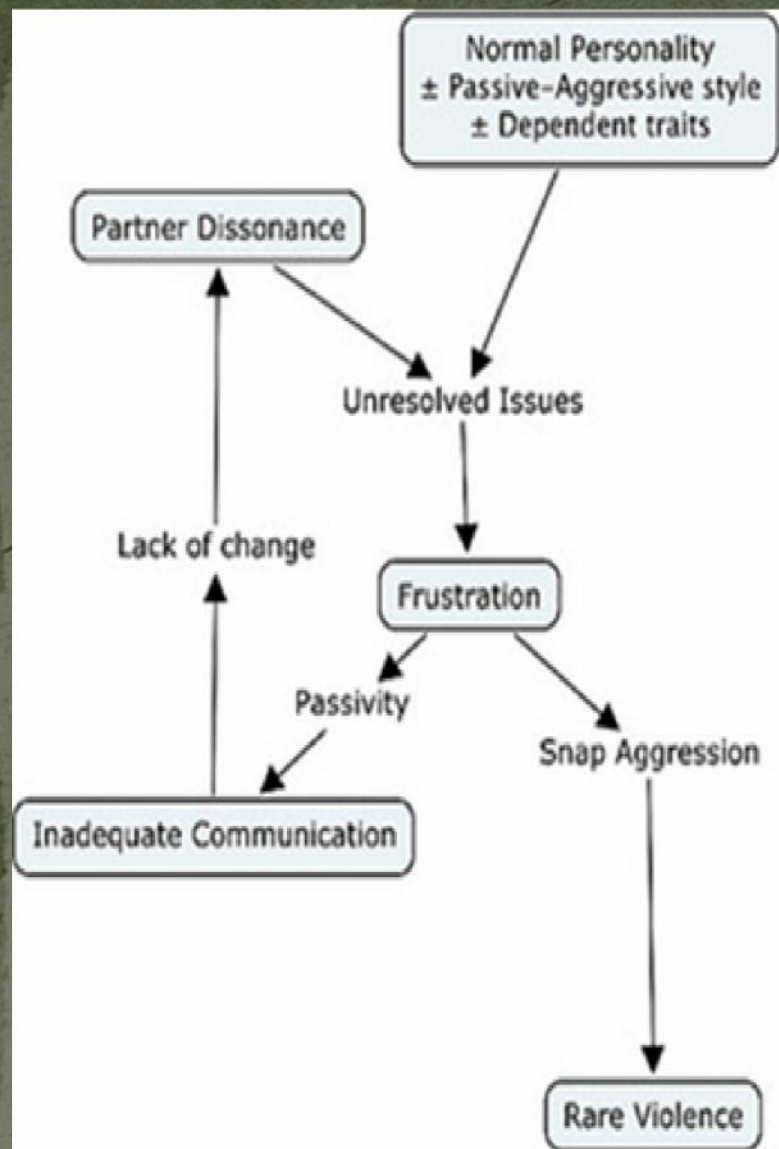 Normal Personality
± Passive-Aggressive style
± Dependent traits
Partner Dissonance
Unresolved Issues
Lack of change
Frustration
Passivity
Snap Aggression
Inadequate Communication
Rare Violence